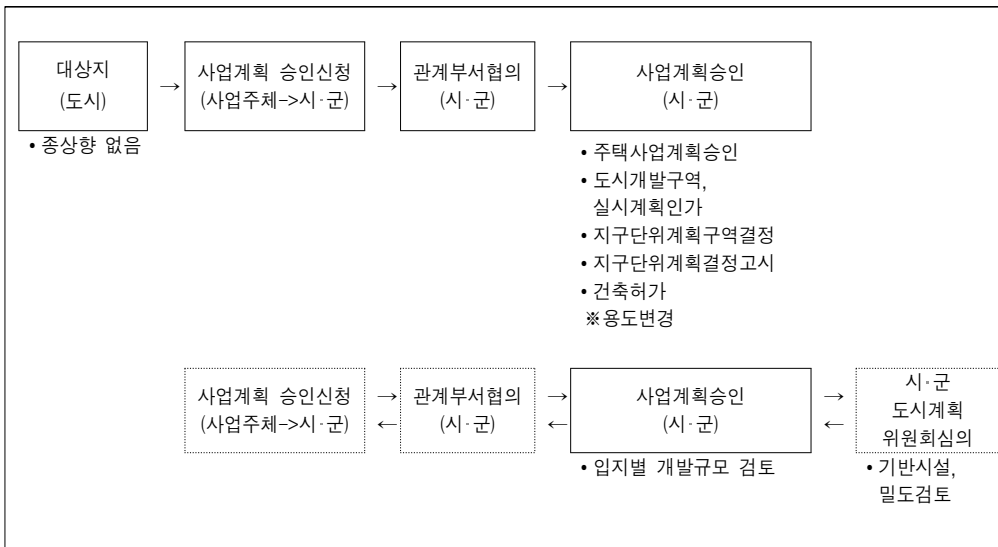 대상지
(도시)
→
사업계획 승인신청
(사업주체->시·군)
→
관계부서협의
(시·군)
→
사업계획승인
(시·군)
• 종상향 없음
• 주택사업계획승인
• 도시개발구역,
실시계획인가
• 지구단위계획구역결정
• 지구단위계획결정고시
• 건축허가
※용도변경
사업계획 승인신청
(사업주체->시·군)
→
←
관계부서협의
(시·군)
→
←
사업계획승인
(시·군)
→
←
시·군
도시계획
위원회심의
• 입지별 개발규모 검토
• 기반시설,
밀도검토